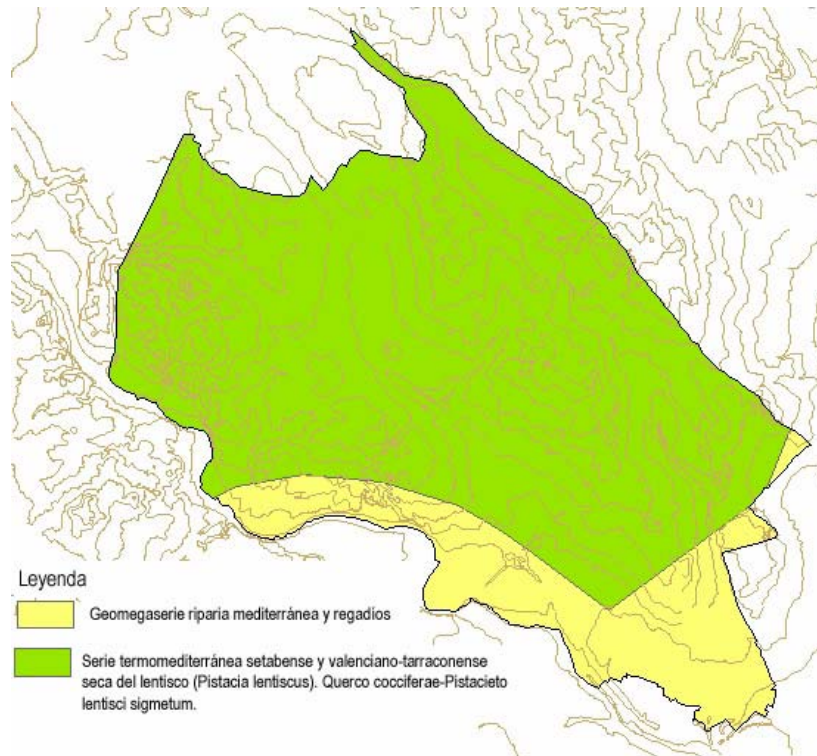 Leyenda
Geomegaserie riparia mediterránea y regadíos
Serie termomediterránea setabense y valenciano-tarraconense
seca del lentisco (Pistacia lentiscus). Querco cocciferae-Pistacieto
lentisci sigmetum.